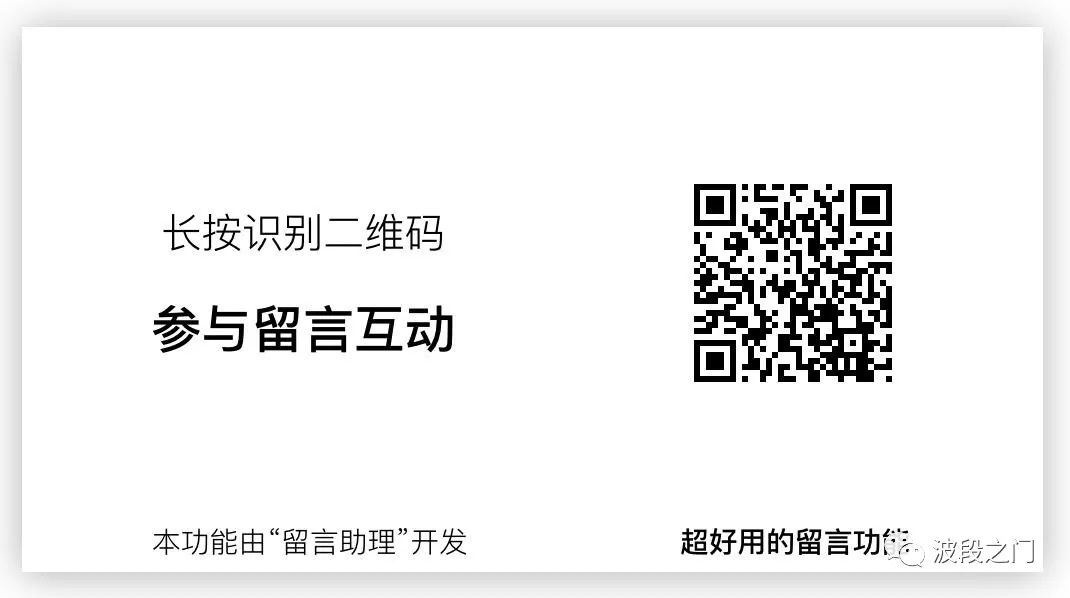 长按识别二维码
参与留言互动
本功能由“留言助理”开发
超好用的留言功能
波段之门